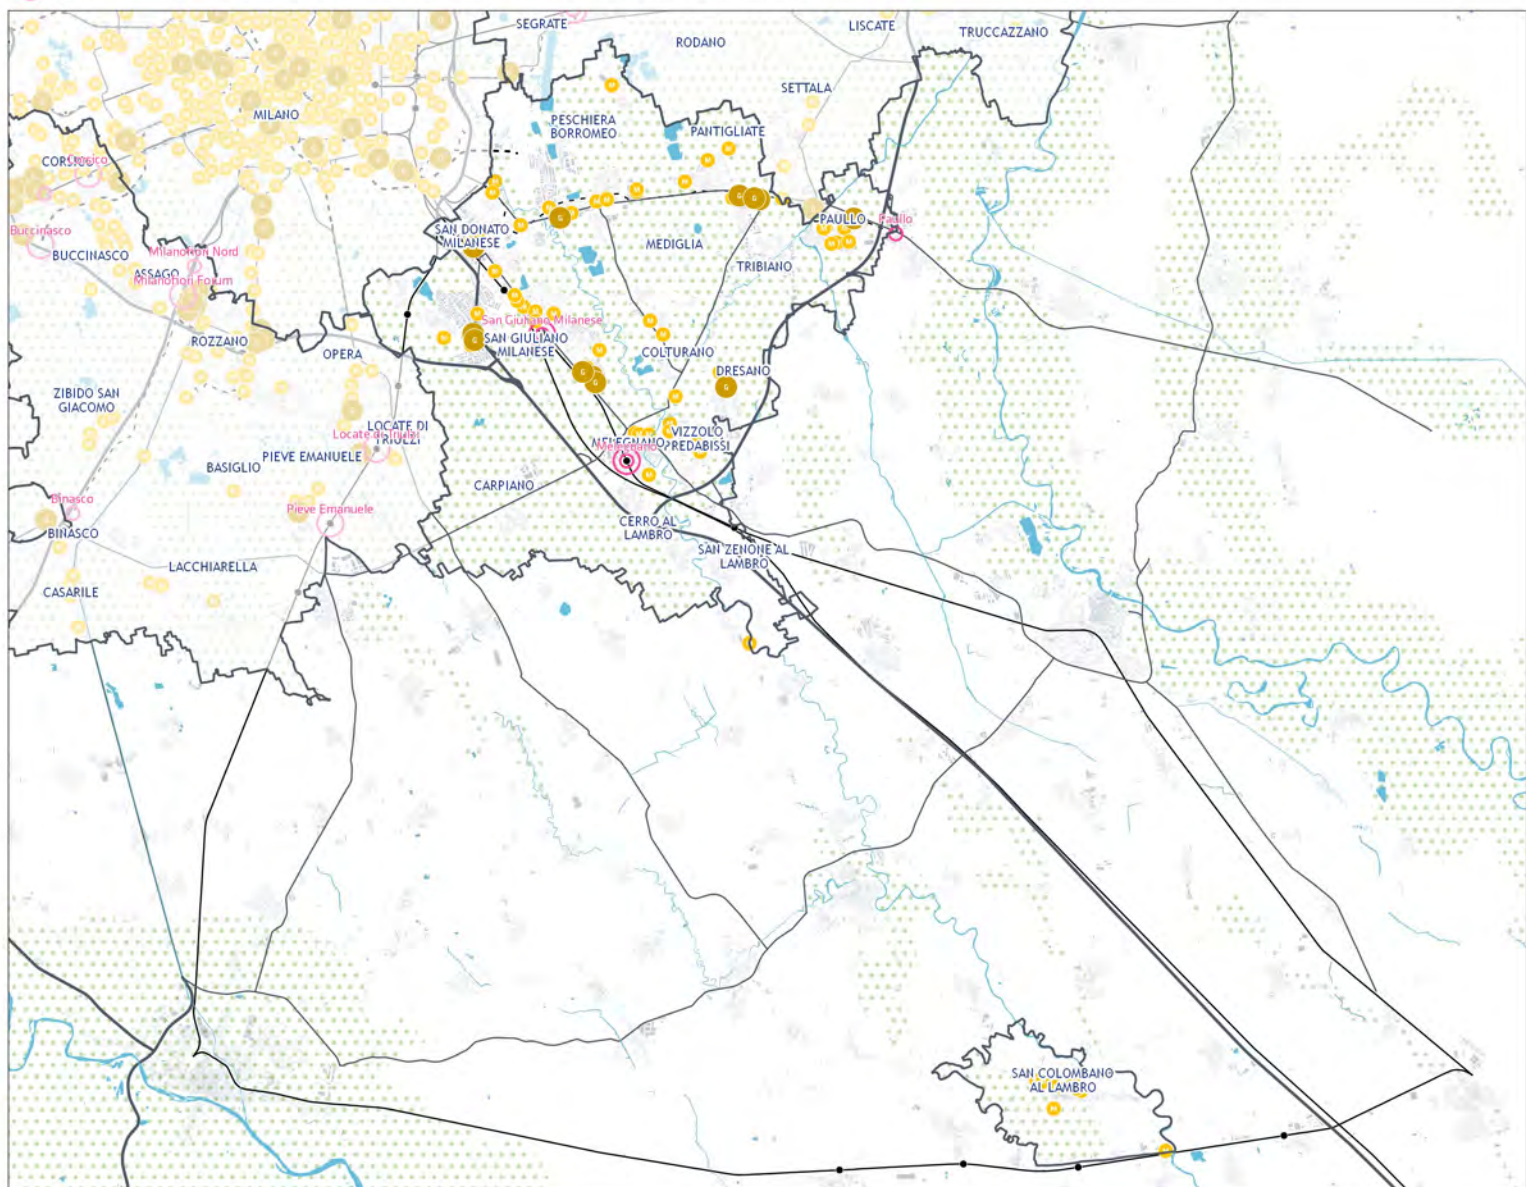 SEGRATE
LISCATE
TRUCCAZZANO
RODANO
SETTALA
MILANO
PESCHIERA
BORROMEO
PANTIGLIATE
CORSICO
Corsico
Buccinasco
BUCCINASCO
SAN DONATO
MILANESE
MEDIGLIA
PAULLO
Paullo
Milanofiori Nord
ASSAGO
Milanofiori Forum
TRIBIANO
San Giuliano Milanese
SAN GIULIANO
MILANESE
ROZZANO
OPERA
COLTURANO
DRESANO
ZIBIDO SAN
GIACOMO
LOCATE DI
TRIULZI
Locate di Triulzi
PIEVE EMANUELE
BASIGLIO
MELEGNANO
Melegnano
VIZZOLO
PREDABISSI
CARPIANO
Binasco
BINASCO
Pieve Emanuele
CERRO AL
LAMBRO
SAN ZENONE AL
LAMBRO
LACCHIARELLA
CASARILE
SAN COLOMBANO
AL LAMBRO
G
G
G
G
G
G
M
M
M
M
M
M
M